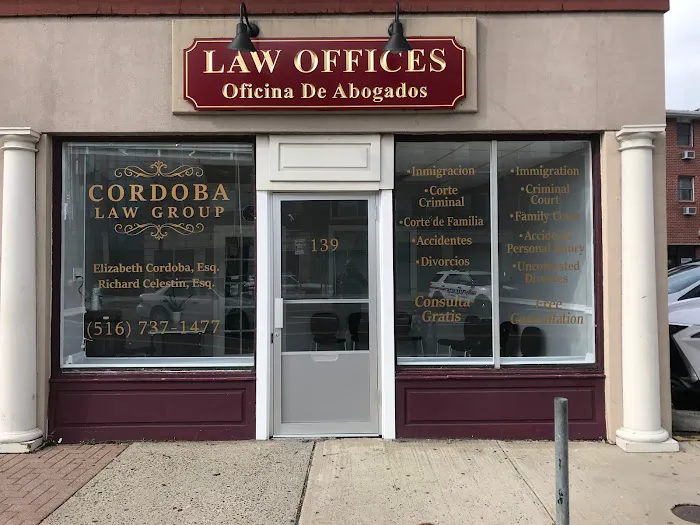 LAW OFFICES
Oficina De Abogados
CORDOBA
LAW GROUP
Elizabeth Cordoba, Esq.
Richard Celestin, Esq.
(516) 737-1477
139
•Inmigracion
•Corte
Criminal
•Corte de Familia
•Accidentes
•Divorcios
Consulta
Gratis
•Immigration
•Criminal
Court
•Family Court
•Accidents
Personal Injury
•Uncontested
Divorces
Free
Consultation